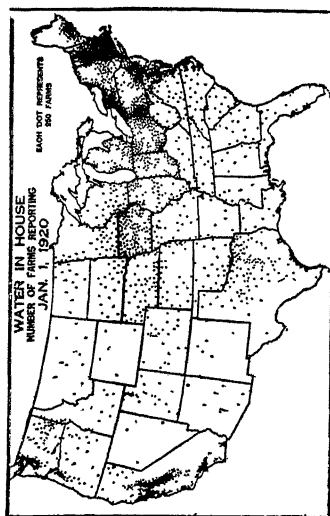 WATER IN HOUSE
NUMBER OF FARMS REPORTING
JAN. 1, 1920
EACH DOT REPRESENTS
250 FARMS